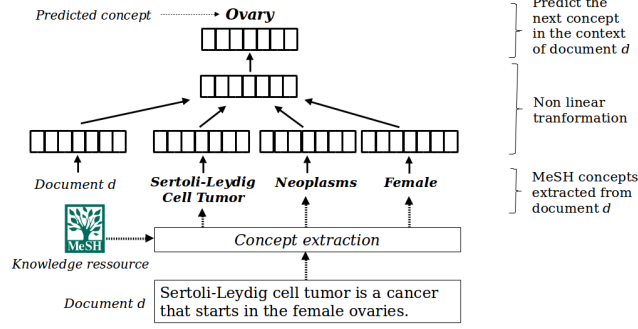 Predicted concept
Ovary
Predict the
next concept
in the context
of document d
Non linear
tranformation
Document d
Sertoli-Leydig
Cell Tumor
Neoplasms
Female
MeSH concepts
extracted from
document d
MeSH
Knowledge ressource
Concept extraction
Document d
Sertoli-Leydig cell tumor is a cancer
that starts in the female ovaries.